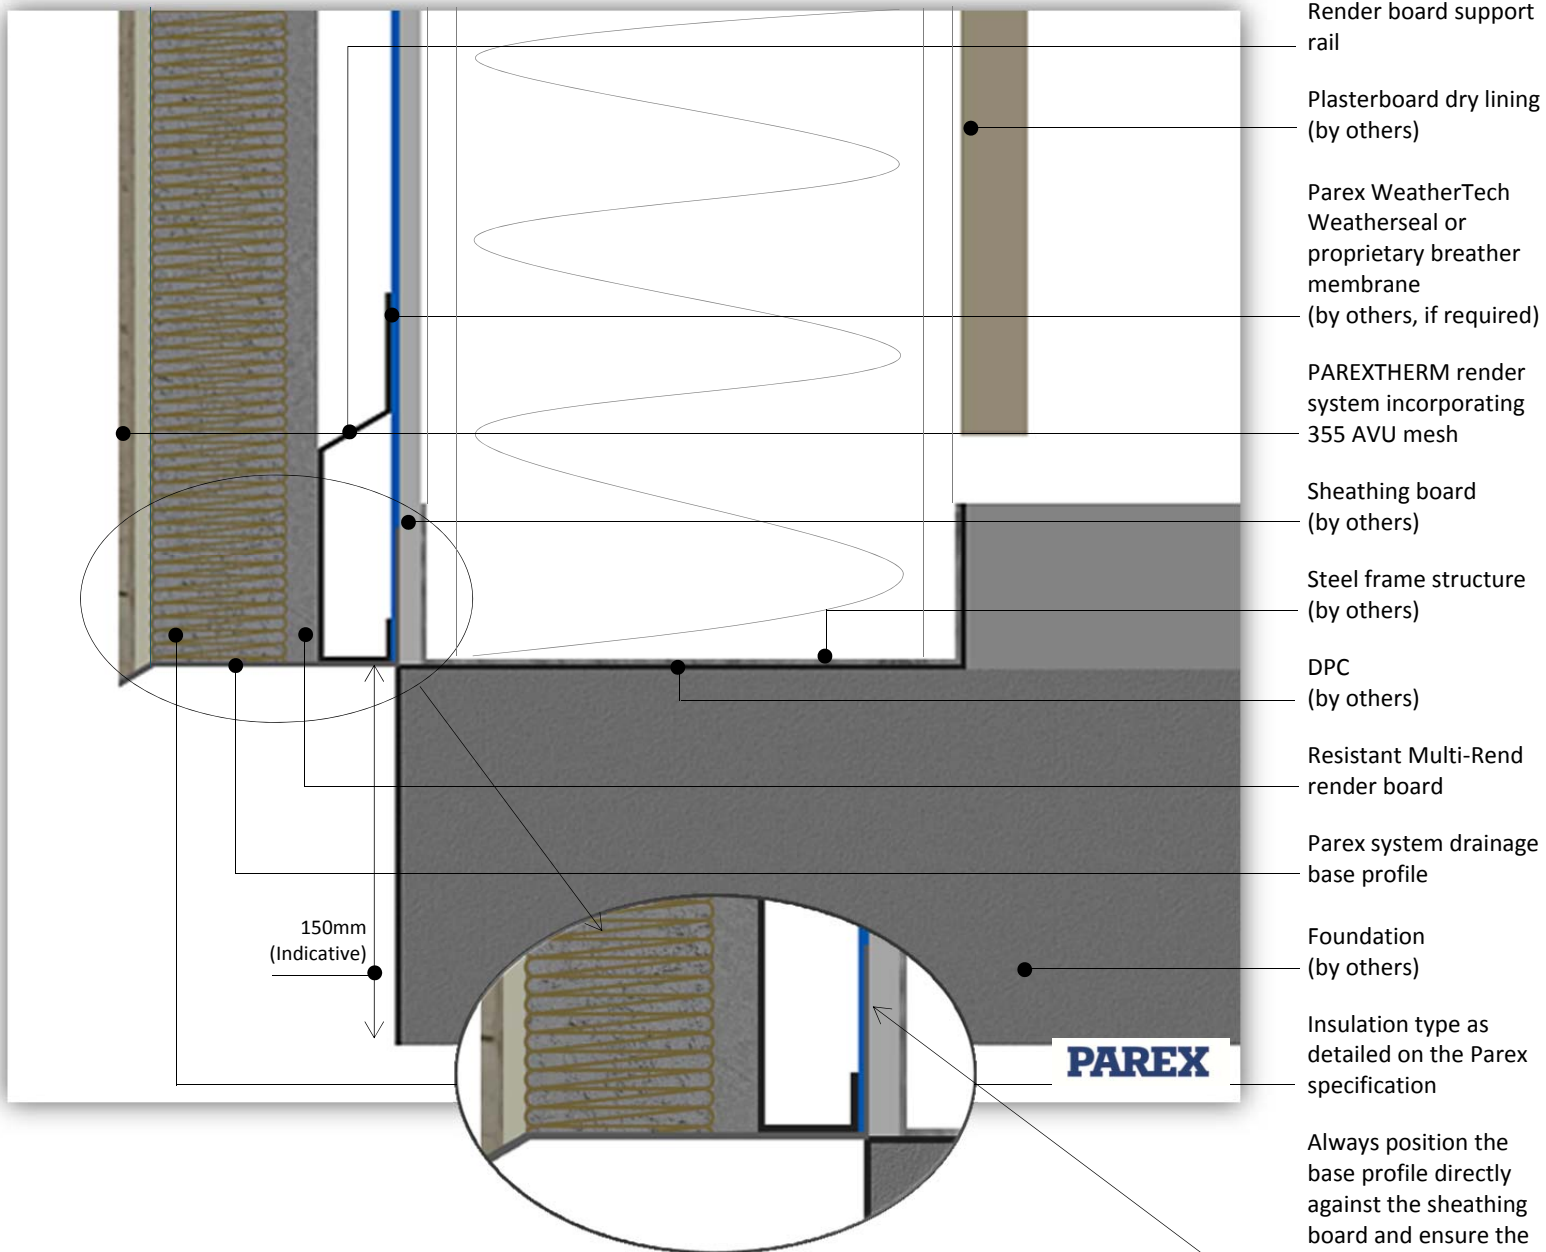 Render board support
rail
Plasterboard dry lining
(by others)
Parex WeatherTech
Weatherseal or
proprietary breather
membrane
(by others, if required)
PAREXTHERM render
system incorporating
355 AVU mesh
Sheathing board
(by others)
Steel frame structure
(by others)
DPC
(by others)
Resistant Multi-Rend
render board
Parex system drainage
base profile
150mm
(Indicative)
Foundation
(by others)
Insulation type as
detailed on the Parex
specification
PAREX
Always position the
base profile directly
against the sheathing
board and ensure the